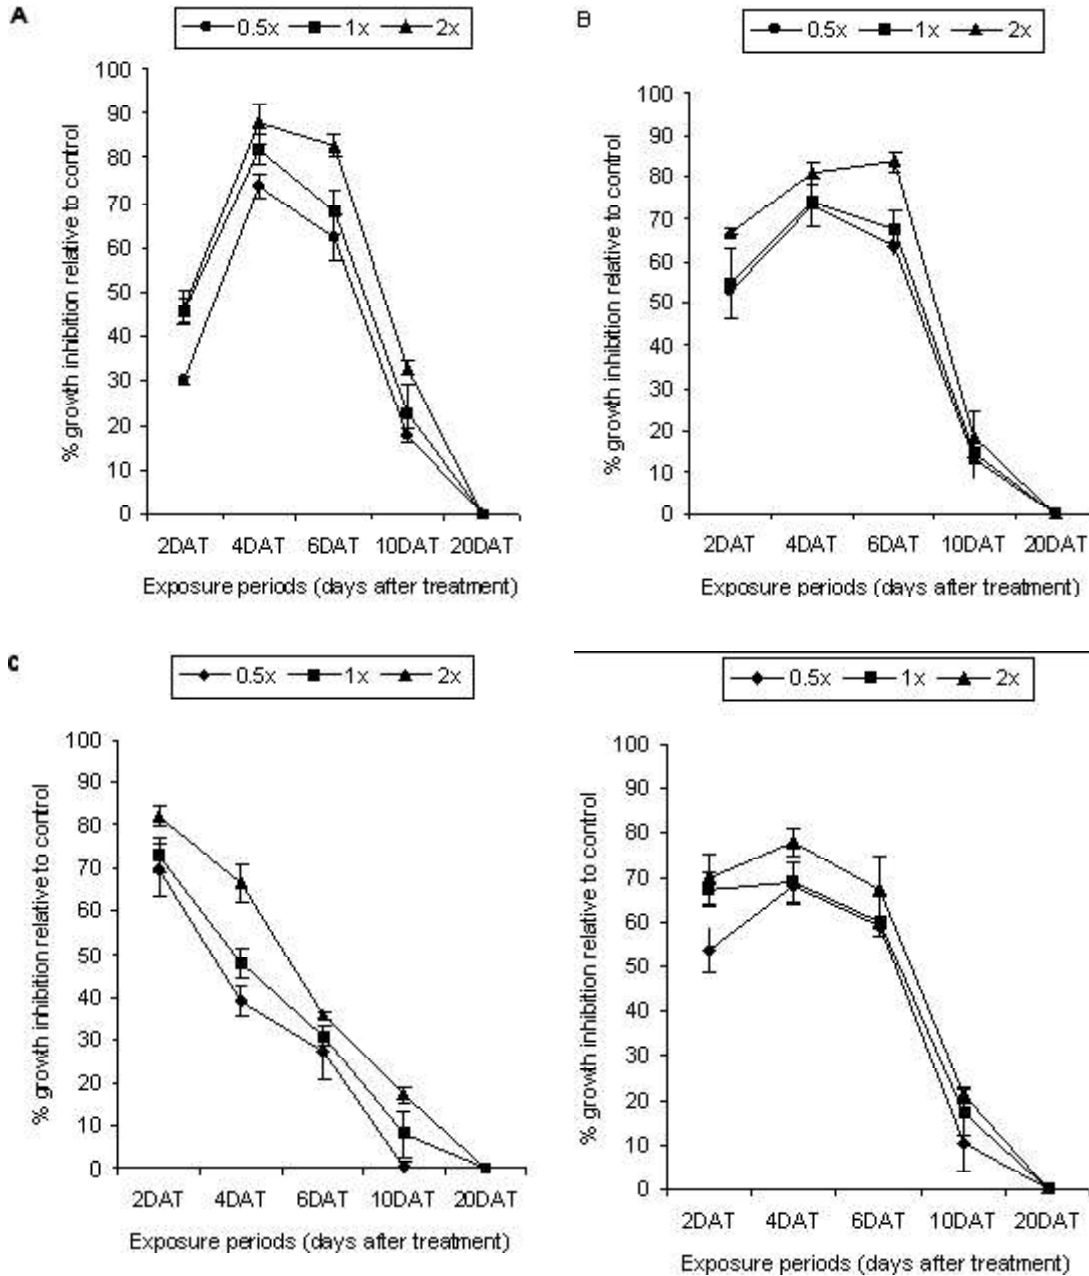 A
0.5x 1x 2x
% growth inhibition relative to control
100
90
80
70
60
50
40
30
20
10
0
2DAT 4DAT 6DAT 10DAT 20DAT
Exposure periods (days after treatment)
B
0.5x 1x 2x
% growth inhibition relative to control
100
90
80
70
60
50
40
30
20
10
0
2DAT 4DAT 6DAT 10DAT 20DAT
Exposure periods (days after treatment)
C
0.5x 1x 2x
% growth inhibition relative to control
100
90
80
70
60
50
40
30
20
10
0
2DAT 4DAT 6DAT 10DAT 20DAT
Exposure periods (days after treatment)
0.5x 1x 2x
% growth inhibition relative to control
100
90
80
70
60
50
40
30
20
10
0
2DAT 4DAT 6DAT 10DAT 20DAT
Exposure periods (days after treatment)